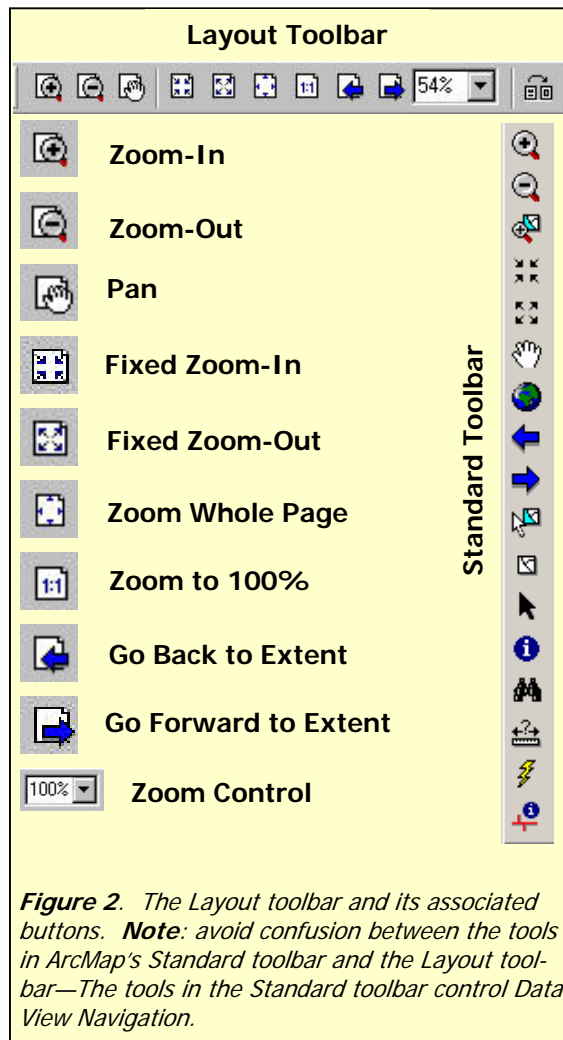 Layout Toolbar
1:1
54%
Zoom-In
Zoom-Out
Pan
Fixed Zoom-In
Fixed Zoom-Out
Zoom Whole Page
1:1
Zoom to 100%
Go Back to Extent
Go Forward to Extent
100%
Zoom Control
Standard Toolbar
Figure 2. The Layout toolbar and its associated
buttons. Note: avoid confusion between the tools
in ArcMap's Standard toolbar and the Layout tool-
bar—The tools in the Standard toolbar control Data
View Navigation.